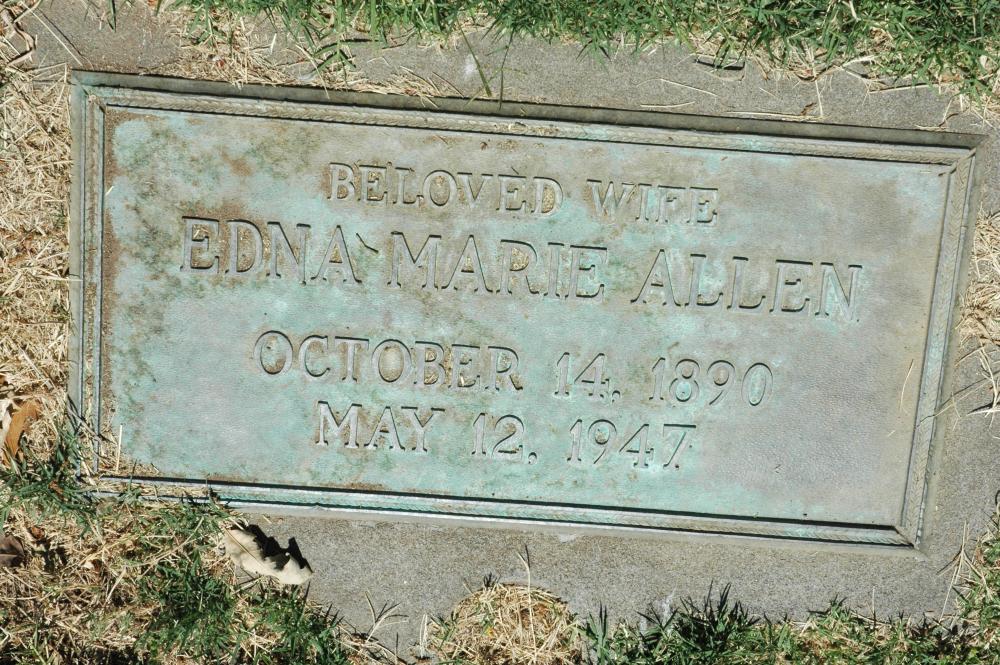 BELOVED WIFE
EDNA MARIE ALLEN
OCTOBER 14, 1890
MAY 12, 1947